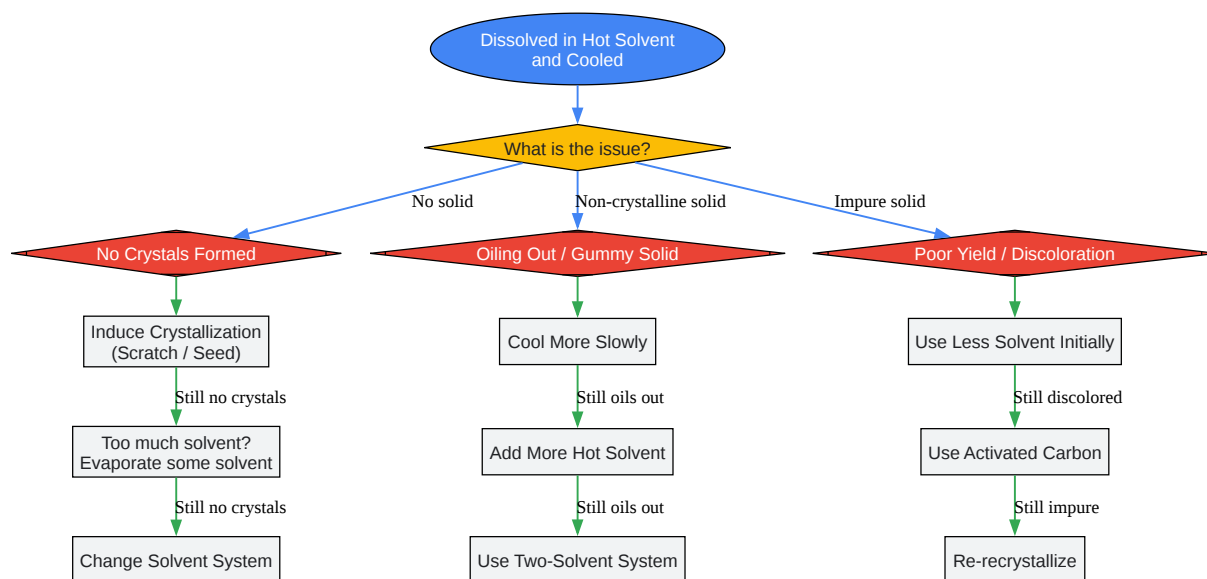 Dissolved in Hot Solvent
and Cooled
What is the issue?
No solid
Non-crystalline solid
Impure solid
No Crystals Formed
Oiling Out / Gummy Solid
Poor Yield / Discoloration
Induce Crystallization
(Scratch / Seed)
Cool More Slowly
Use Less Solvent Initially
Still no crystals
Still oils out
Still discolored
Too much solvent?
Evaporate some solvent
Add More Hot Solvent
Use Activated Carbon
Still no crystals
Still oils out
Still impure
Change Solvent System
Use Two-Solvent System
Re-recrystallize